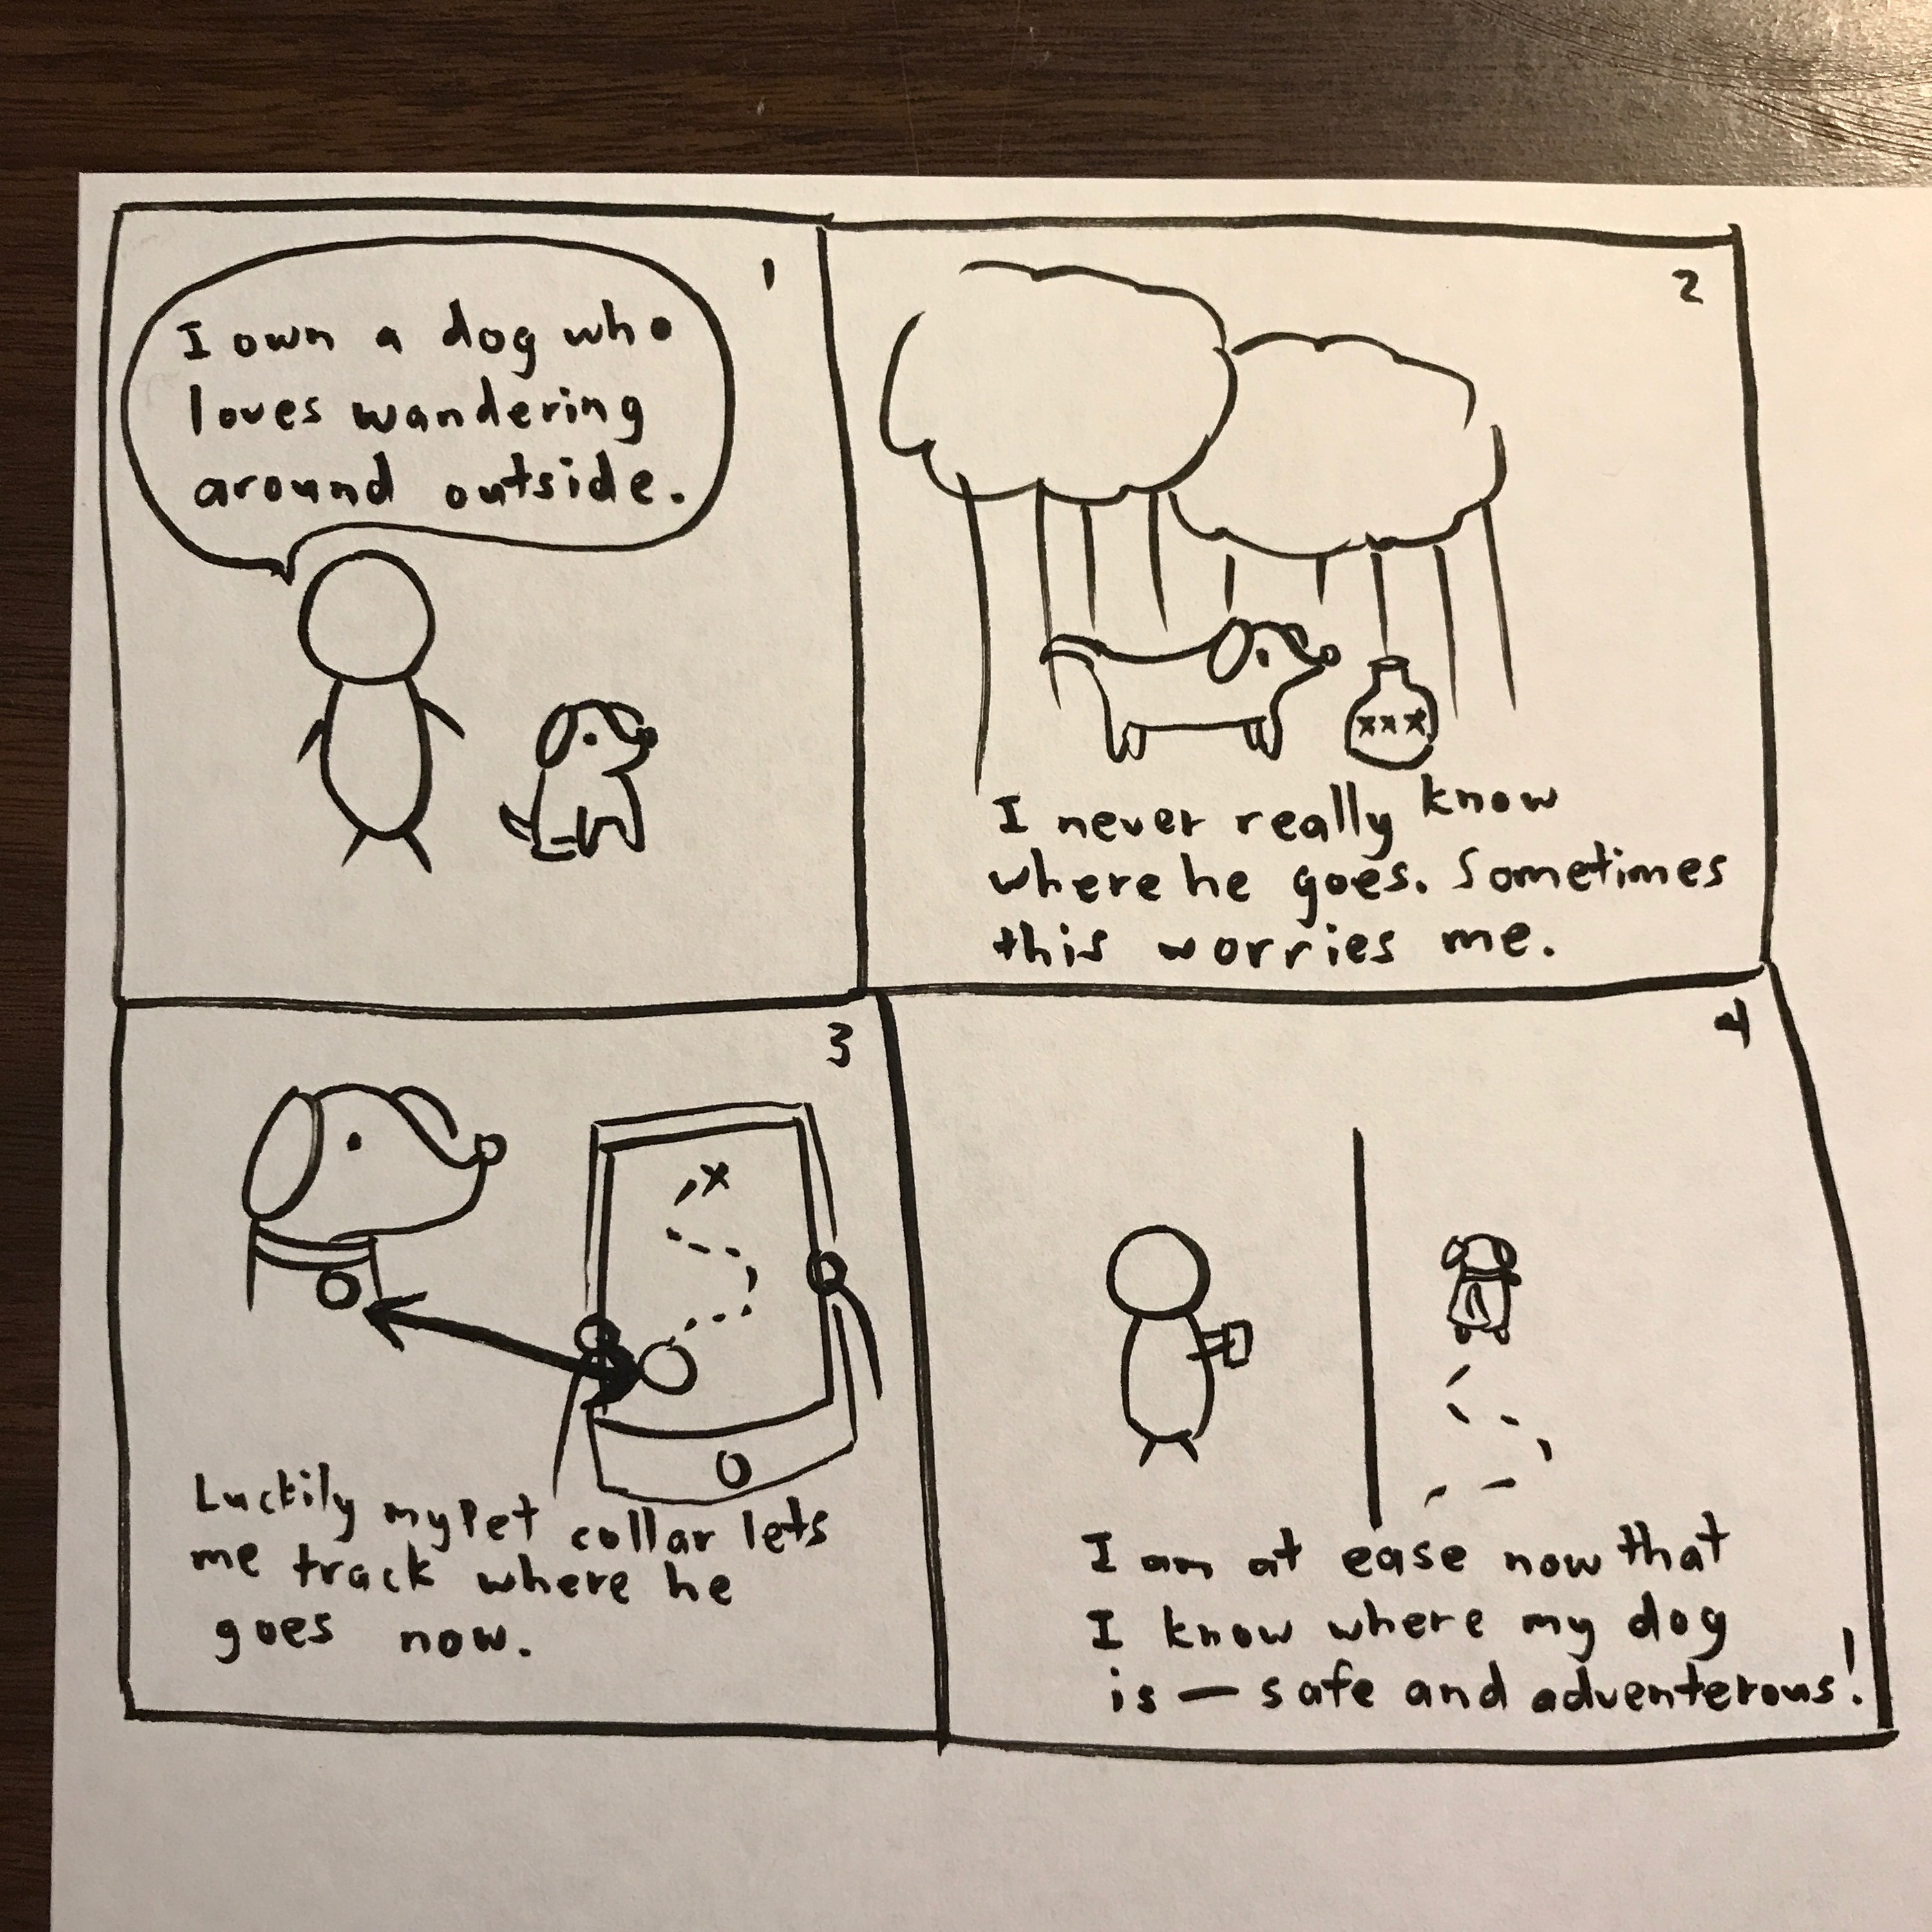 1
I own a dog who
loves wandering
around outside.
2
xxx
I never really know
where he goes. Sometimes
this worries me.
3
x
Luckily my Pet collar lets
me track where he
goes now.
4
I am at ease now that
I know where my dog
is — safe and adventerous!